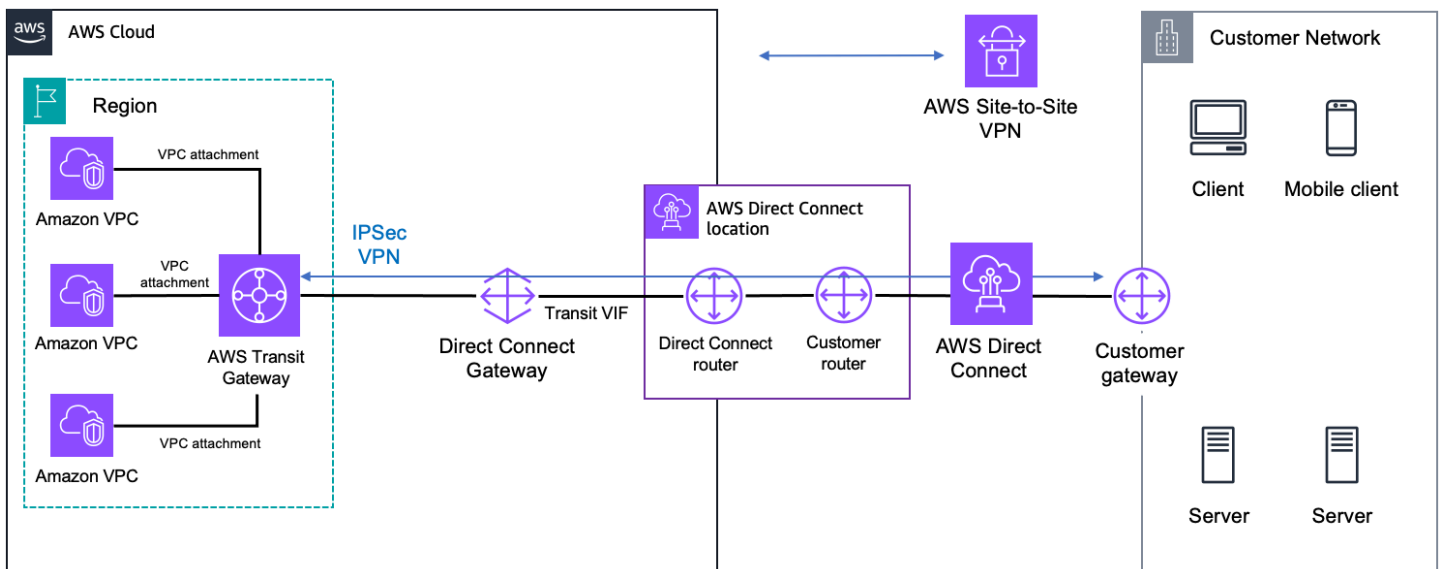 aws
AWS Cloud
Region
VPC attachment
Amazon VPC
VPC
attachment
Amazon VPC
AWS Transit
Gateway
VPC attachment
Amazon VPC
IPSec
VPN
Direct Connect
Gateway
Transit VIF
AWS Direct Connect
location
Direct Connect
router
Customer
router
AWS Site-to-Site
VPN
AWS Direct
Connect
Customer
gateway
Customer Network
Client
Mobile client
Server
Server